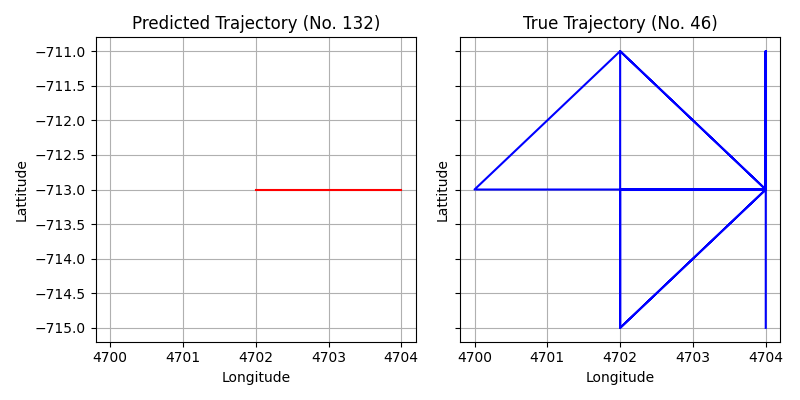 Predicted Trajectory (No. 132)
True Trajectory (No. 46)
−711.0
−711.5
−712.0
−712.5
−713.0
−713.5
−714.0
−714.5
−715.0
Lattitude
Lattitude
4700 4701 4702 4703 4704
4700 4701 4702 4703 4704
Longitude
Longitude